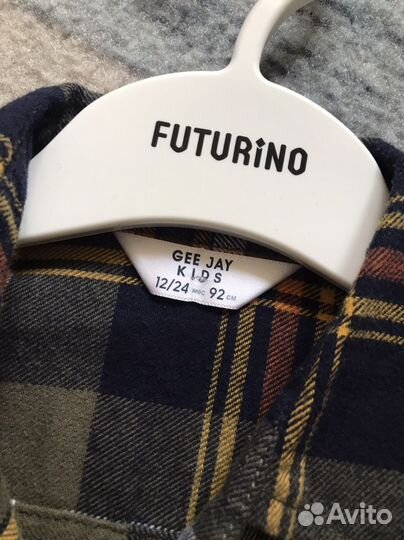 FUTURiNO
GEE JAY
KIDS
12/24 мес 92 см
Avito